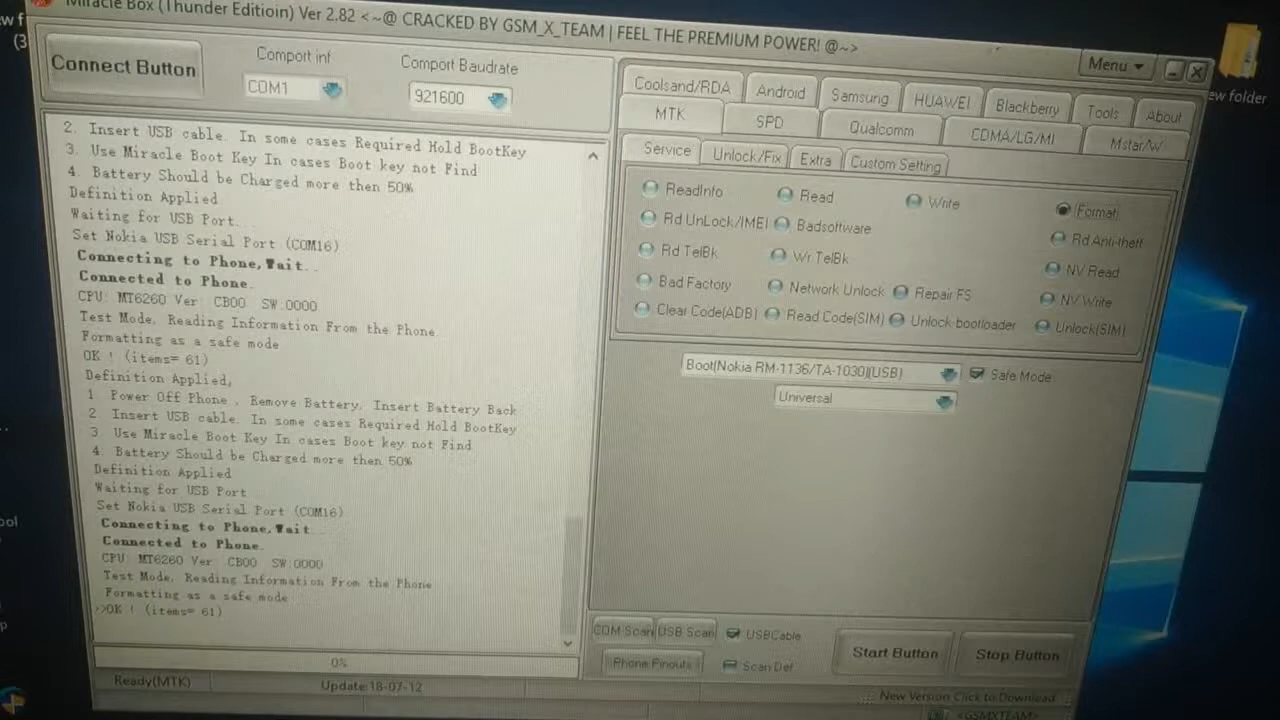 Miracle Box (Thunder Editioin) Ver 2.82 <~@ CRACKED BY GSM_X_TEAM | FEEL THE PREMIUM POWER! @~>
Menu
Connect Button
Comport inf
COM1
Comport Baudrate
921600
2. Insert USB cable. In some cases Required Hold BootKey
3. Use Miracle Boot Key In cases Boot key not Find
4. Battery Should be Charged more then 50%
Definition Applied
Waiting for USB Port...
Set Nokia USB Serial Port (COM16)
Connecting to Phone,Wait..
Connected to Phone.
CPU: MT6260 Ver: CB00 SW:0000
Test Mode, Reading Information From the Phone.
Formatting as a safe mode
OK ! (items= 61)
Definition Applied,
1. Power Off Phone , Remove Battery, Insert Battery Back
2. Insert USB cable. In some cases Required Hold BootKey
3. Use Miracle Boot Key In cases Boot key not Find
4. Battery Should be Charged more then 50%
Definition Applied
Waiting for USB Port
Set Nokia USB Serial Port (COM16)
Connecting to Phone,Wait
Connected to Phone.
CPU: MT6260 Ver: CB00 SW:0000
Test Mode, Reading Information From the Phone
Formatting as a safe mode
>>OK ! (items= 61)
0%
Ready(MTK)
Update:18-07-12
Coolsand/RDA Android Samsung HUAWEI Blackberry Tools About
MTK SPD Qualcomm CDMA/LG/MI Mstar/W
Service Unlock/Fix Extra Custom Setting
ReadInfo Read Write Format
Rd UnLock/IMEI Badsoftware Rd Anti-theft
Rd TelBk Wr TelBk NV Read
Bad Factory Network Unlock Repair FS NV Write
Clear Code(ADB) Read Code(SIM) Unlock bootloader Unlock(SIM)
Boot(Nokia RM-1136/TA-1030)(USB) Safe Mode
Universal
COM Scan USB Scan USBCable
Phone Pinouts Scan Def
Start Button Stop Button
New Version Click to Download
<GSMXTEAM>
ew folder